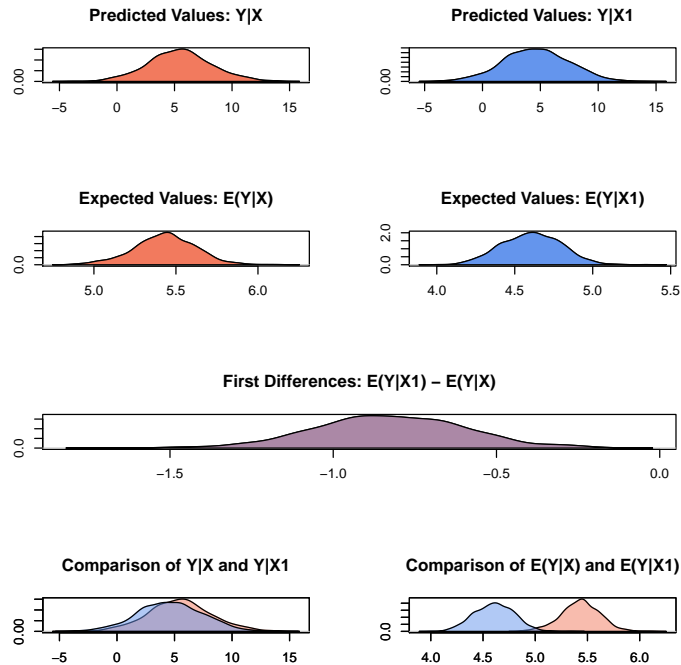 Predicted Values: Y|X
0.00
−5 0 5 10 15
Predicted Values: Y|X1
0.00
−5 0 5 10 15
Expected Values: E(Y|X)
0.0
5.0 5.5 6.0
Expected Values: E(Y|X1)
2.0
0.0
4.0 4.5 5.0 5.5
First Differences: E(Y|X1) − E(Y|X)
0.0
−1.5 −1.0 −0.5 0.0
Comparison of Y|X and Y|X1
0.00
−5 0 5 10 15
Comparison of E(Y|X) and E(Y|X1)
0.0
4.0 4.5 5.0 5.5 6.0